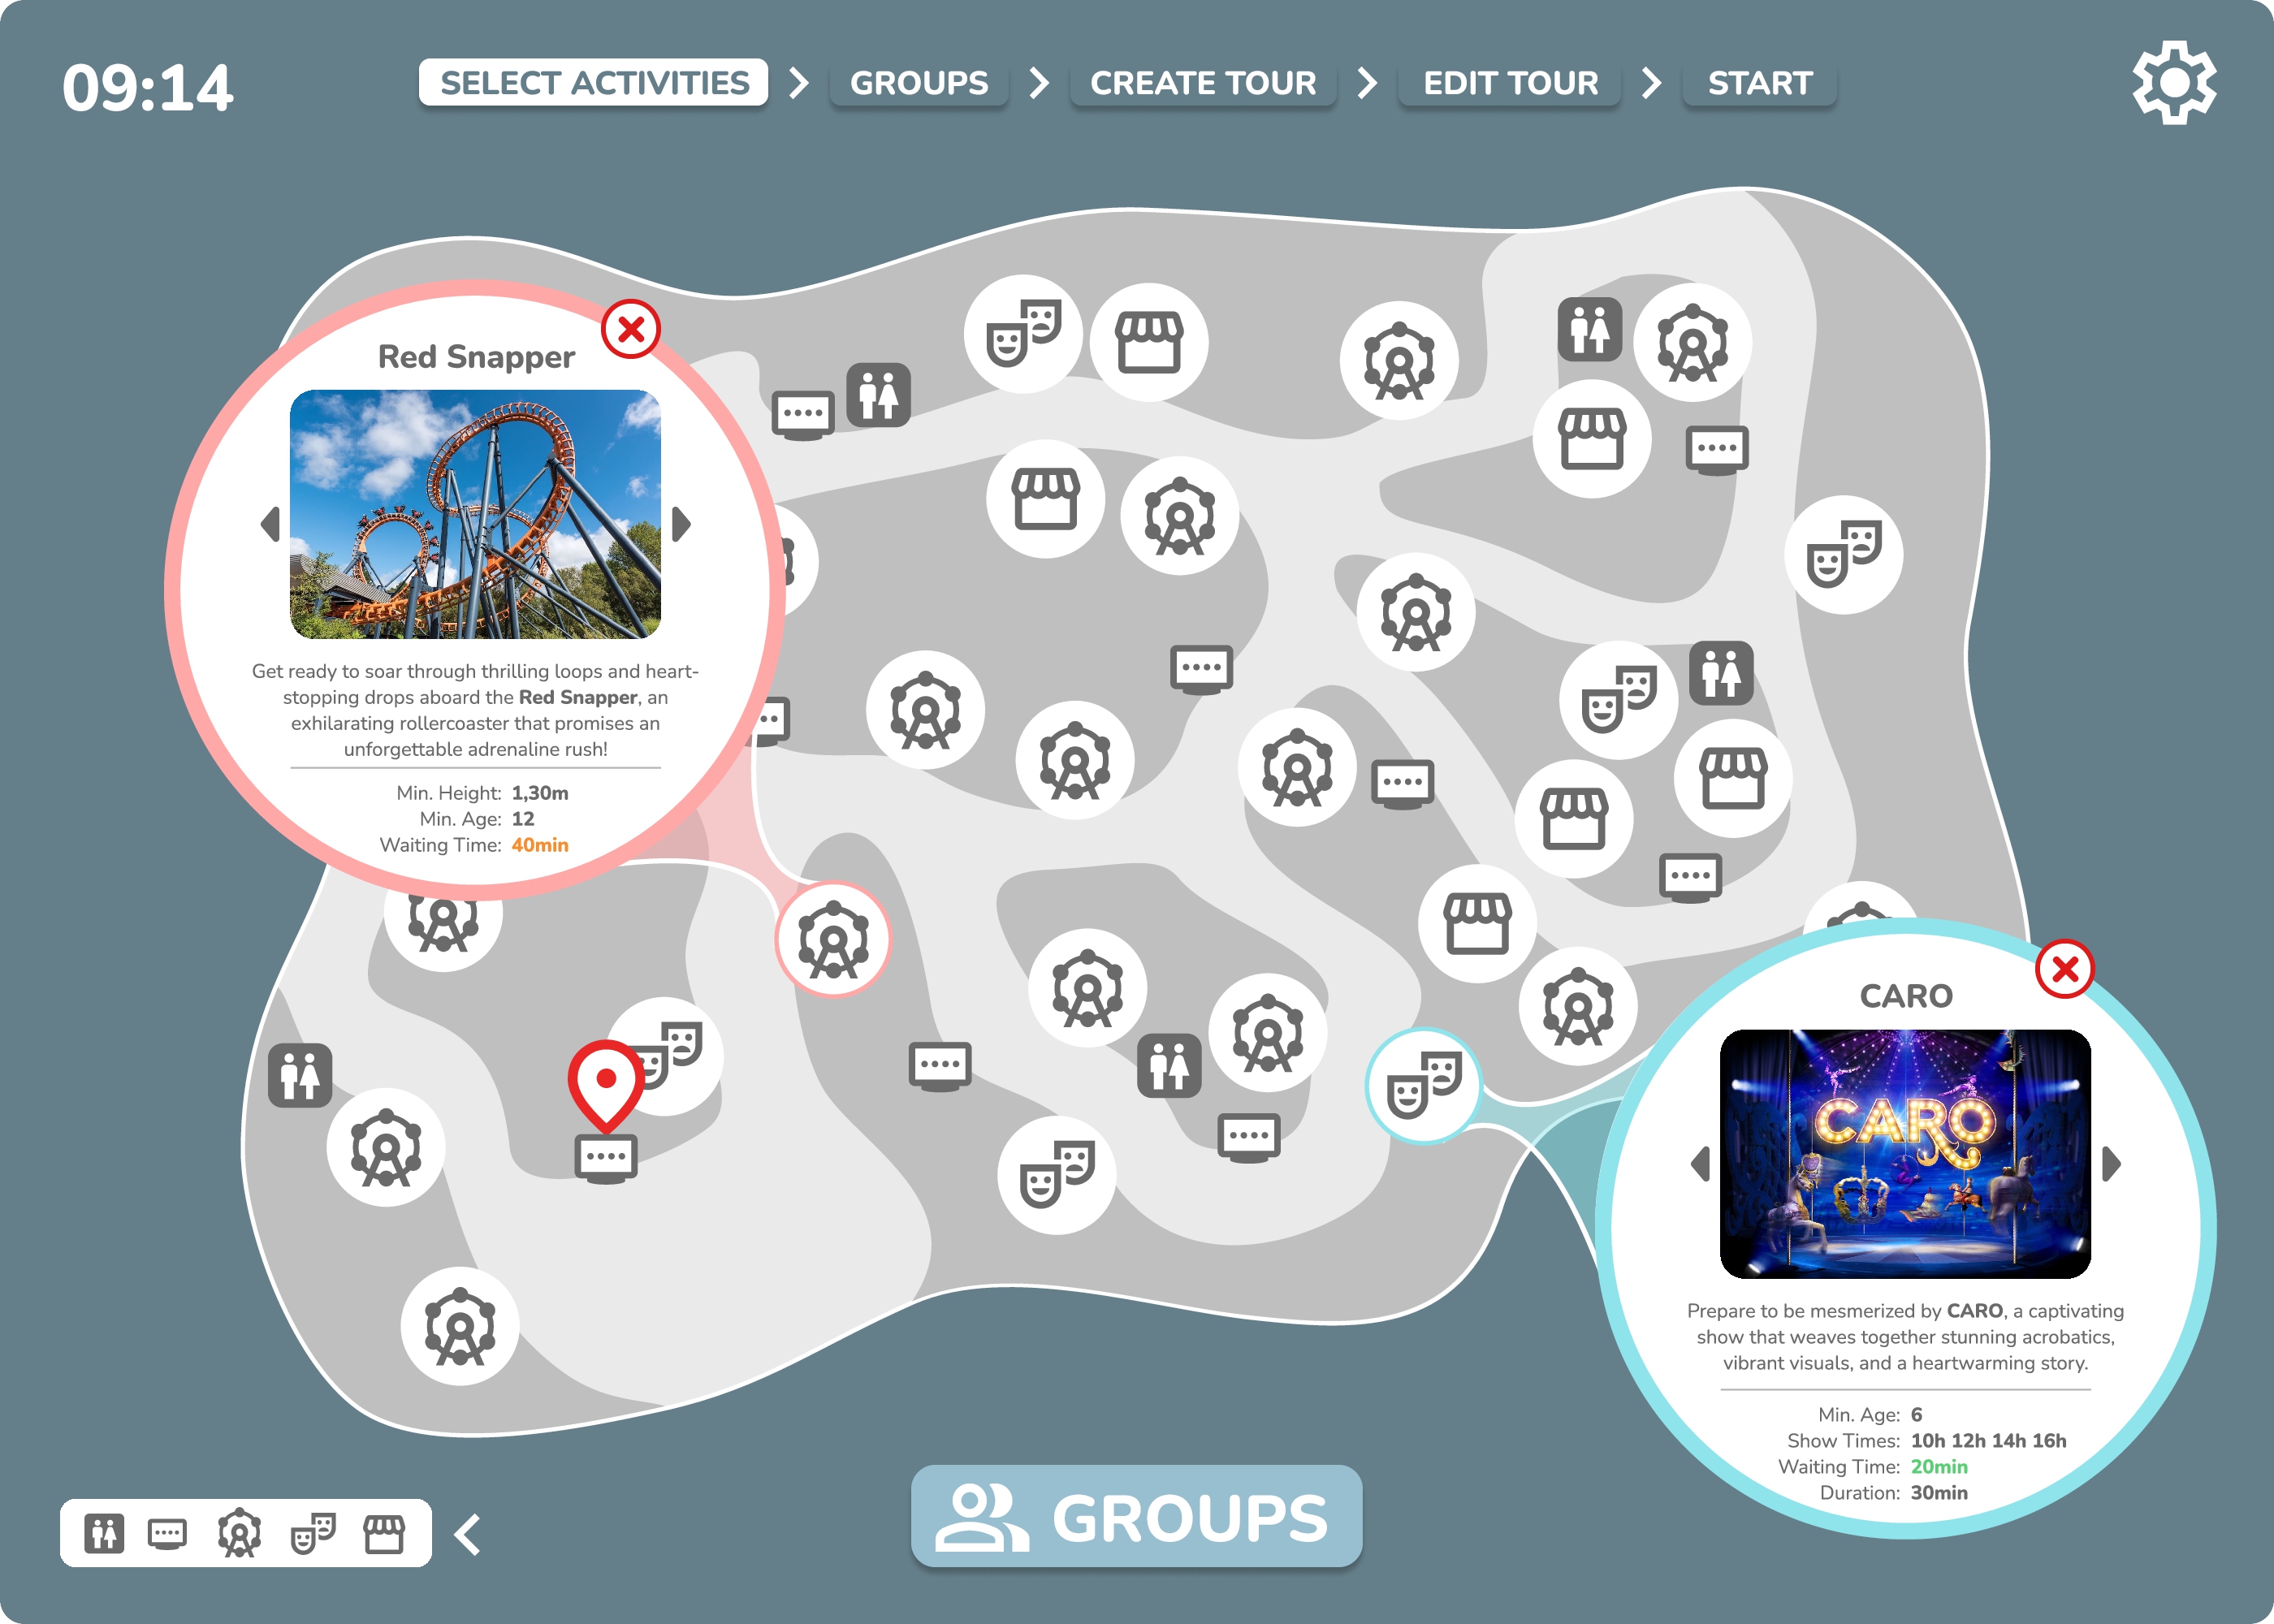 09:14
SELECT ACTIVITIES
GROUPS
CREATE TOUR
EDIT TOUR
START
Red Snapper
Get ready to soar through thrilling loops and heart-
stopping drops aboard the Red Snapper, an
exhilarating rollercoaster that promises an
unforgettable adrenaline rush!
Min. Height: 1,30m
Min. Age: 12
Waiting Time: 40min
CARO
CARO
Prepare to be mesmerized by CARO, a captivating
show that weaves together stunning acrobatics,
vibrant visuals, and a heartwarming story.
Min. Age: 6
Show Times: 10h 12h 14h 16h
Waiting Time: 20min
Duration: 30min
GROUPS